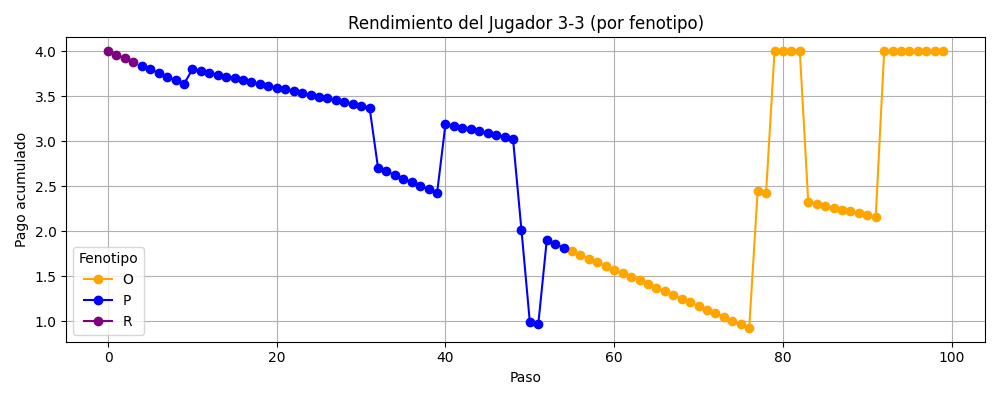 Rendimiento del Jugador 3-3 (por fenotipo)
Pago acumulado
4.0
3.5
3.0
2.5
2.0
1.5
1.0
Fenotipo
O
P
R
0
20
40
60
80
100
Paso